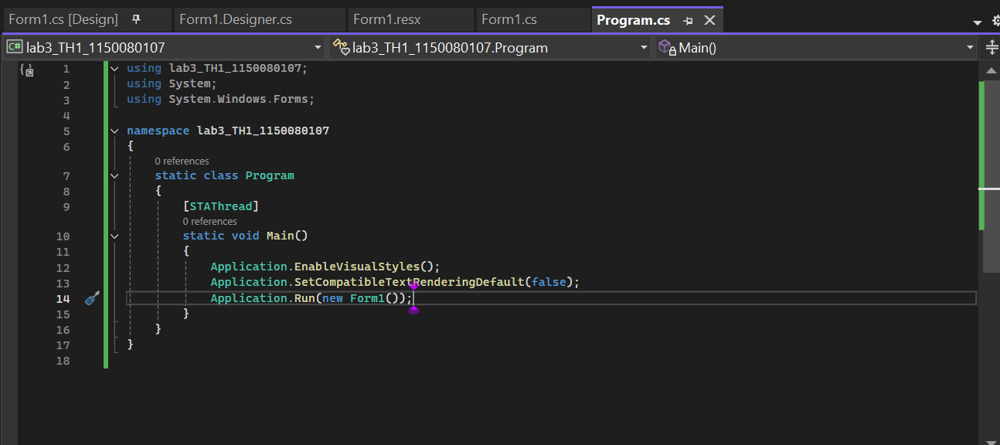 Form1.cs [Design] Form1.Designer.cs Form1.resx Form1.cs Program.cs
C# lab3_TH1_1150080107 lab3_TH1_1150080107.Program Main()
1 using lab3_TH1_1150080107;
2 using System;
3 using System.Windows.Forms;
4
5 namespace lab3_TH1_1150080107
6 {
0 references
7 static class Program
8 {
9 [STAThread]
0 references
10 static void Main()
11 {
12 Application.EnableVisualStyles();
13 Application.SetCompatibleTextRenderingDefault(false);
14 Application.Run(new Form1());
15 }
16 }
17 }
18